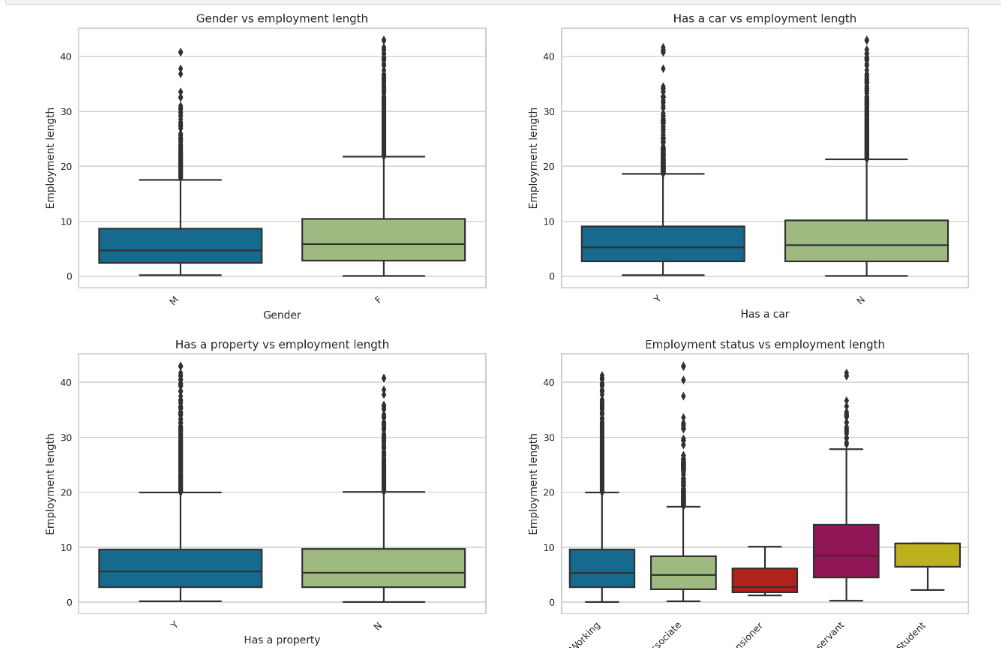 Gender vs employment length
Employment length
40
30
20
10
0
M
F
Gender
Has a car vs employment length
Employment length
40
30
20
10
0
Y
N
Has a car
Has a property vs employment length
Employment length
40
30
20
10
0
Y
N
Has a property
Employment status vs employment length
Employment length
40
30
20
10
0
Working
servant
Student